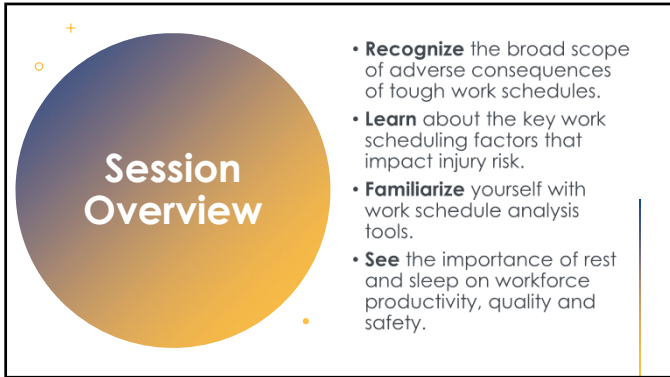 Session
Overview
• Recognize the broad scope
of adverse consequences
of tough work schedules.
• Learn about the key work
scheduling factors that
impact injury risk.
• Familiarize yourself with
work schedule analysis
tools.
• See the importance of rest
and sleep on workforce
productivity, quality and
safety.